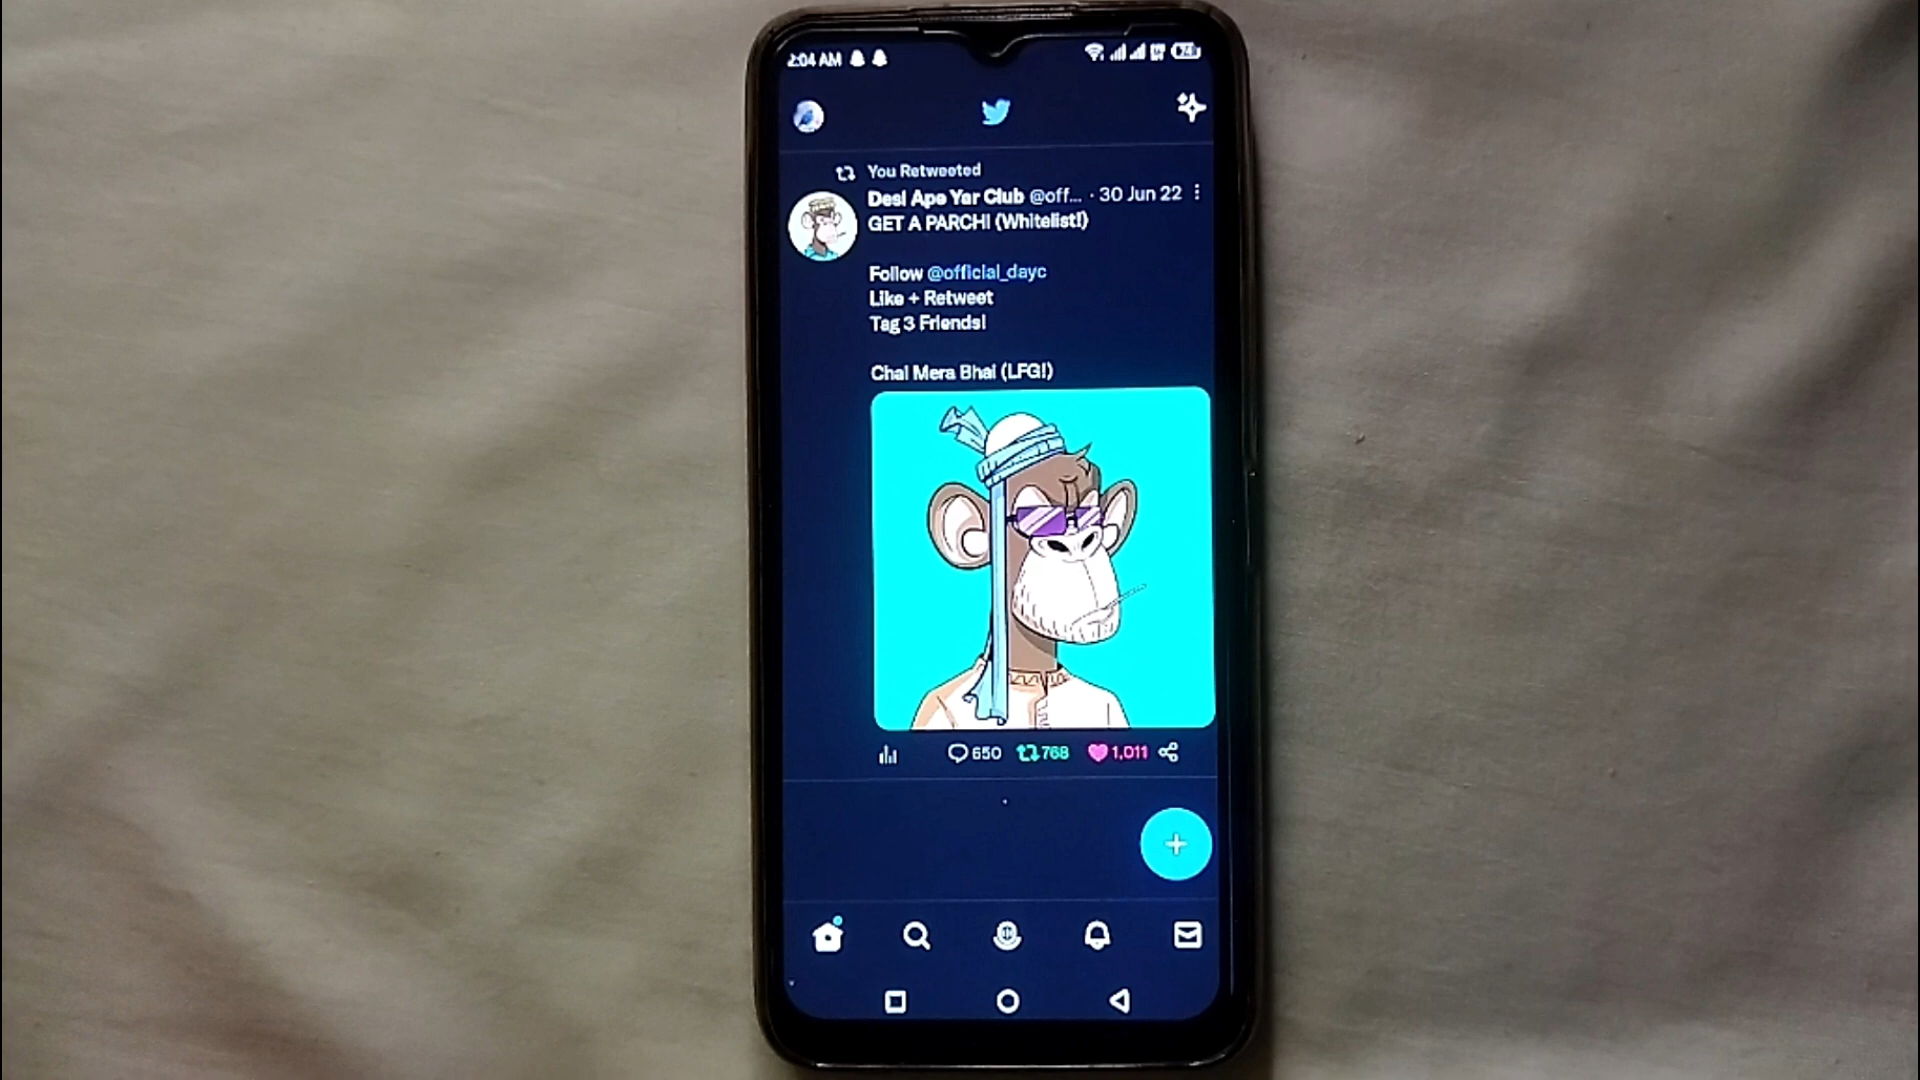 2:04 AM
74
You Retweeted
Desi Ape Yar Club @off... · 30 Jun 22
GET A PARCHI (Whitelist!)
Follow @official_dayc
Like + Retweet
Tag 3 Friends!
Chal Mera Bhai (LFG!)
650 768 1,011